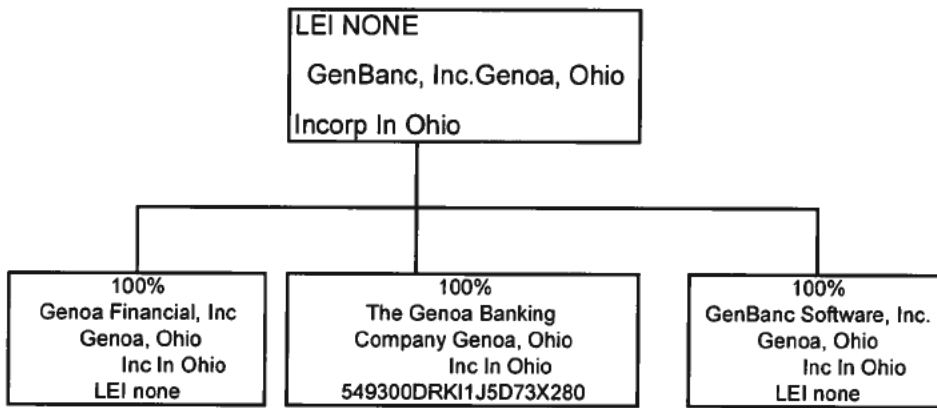 LEI NONE
GenBanc, Inc.Genoa, Ohio
Incorp In Ohio
100%
Genoa Financial, Inc
Genoa, Ohio
Inc In Ohio
LEI none
100%
The Genoa Banking
Company Genoa, Ohio
Inc In Ohio
549300DRKI1J5D73X280
100%
GenBanc Software, Inc.
Genoa, Ohio
Inc In Ohio
LEI none